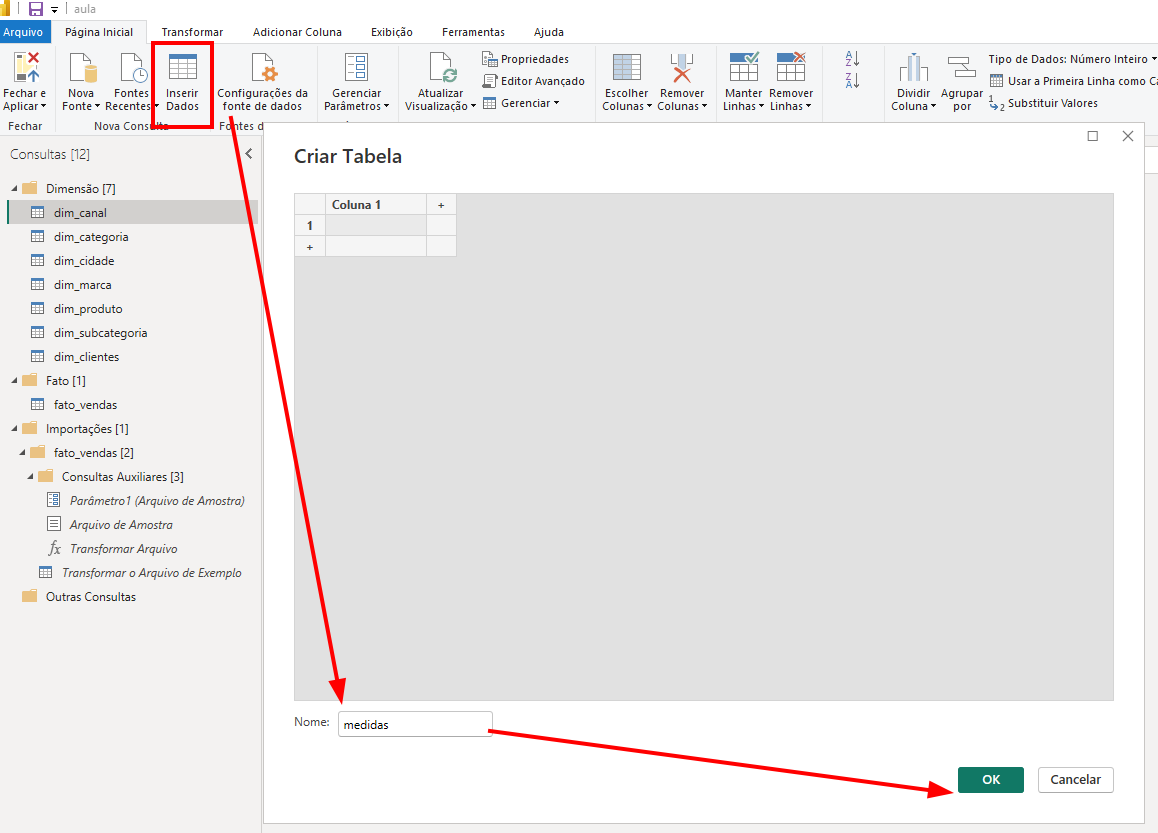 aula
Arquivo Página Inicial Transformar Adicionar Coluna Exibição Ferramentas Ajuda
Fechar e Aplicar
Nova Fonte
Fontes Recentes
Inserir Dados
Configurações da fonte de dados
Gerenciar Parâmetros
Atualizar Visualização
Propriedades
Editor Avançado
Gerenciar
Escolher Colunas
Remover Colunas
Manter Linhas
Remover Linhas
A Z
Z A
Dividir Coluna
Agrupar por
Tipo de Dados: Número Inteiro
Usar a Primeira Linha como
1 2 Substituir Valores
Fechar
Nova Consulta
Fontes
Consultas [12]
Dimensão [7]
dim_canal
dim_categoria
dim_cidade
dim_marca
dim_produto
dim_subcategoria
dim_clientes
Fato [1]
fato_vendas
Importações [1]
fato_vendas [2]
Consultas Auxiliares [3]
Parâmetro1 (Arquivo de Amostra)
Arquivo de Amostra
fx Transformar Arquivo
Transformar o Arquivo de Exemplo
Outras Consultas
Criar Tabela
Coluna 1 +
1
+
Nome: medidas
OK Cancelar